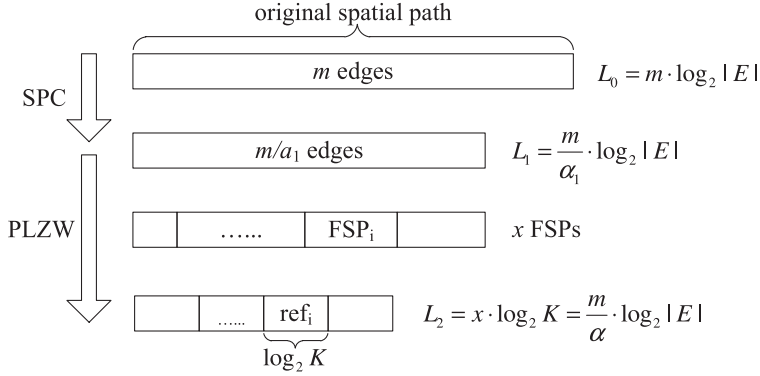 original spatial path
m edges
L₀ = m · log₂ | E |
SPC
m/a₁ edges
L₁ = m/α₁ · log₂ | E |
PLZW
…... FSPᵢ
x FSPs
…... refᵢ
L₂ = x · log₂ K = m/α · log₂ | E |
log₂ K